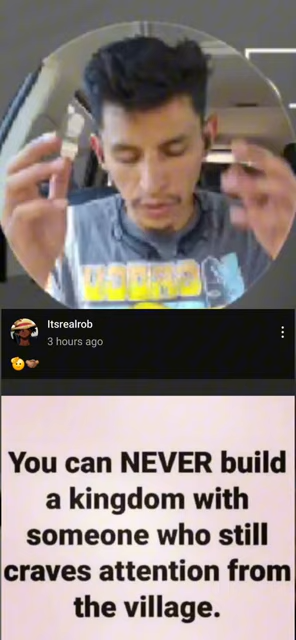 Itsrealrob
3 hours ago
You can NEVER build
a kingdom with
someone who still
craves attention from
the village.